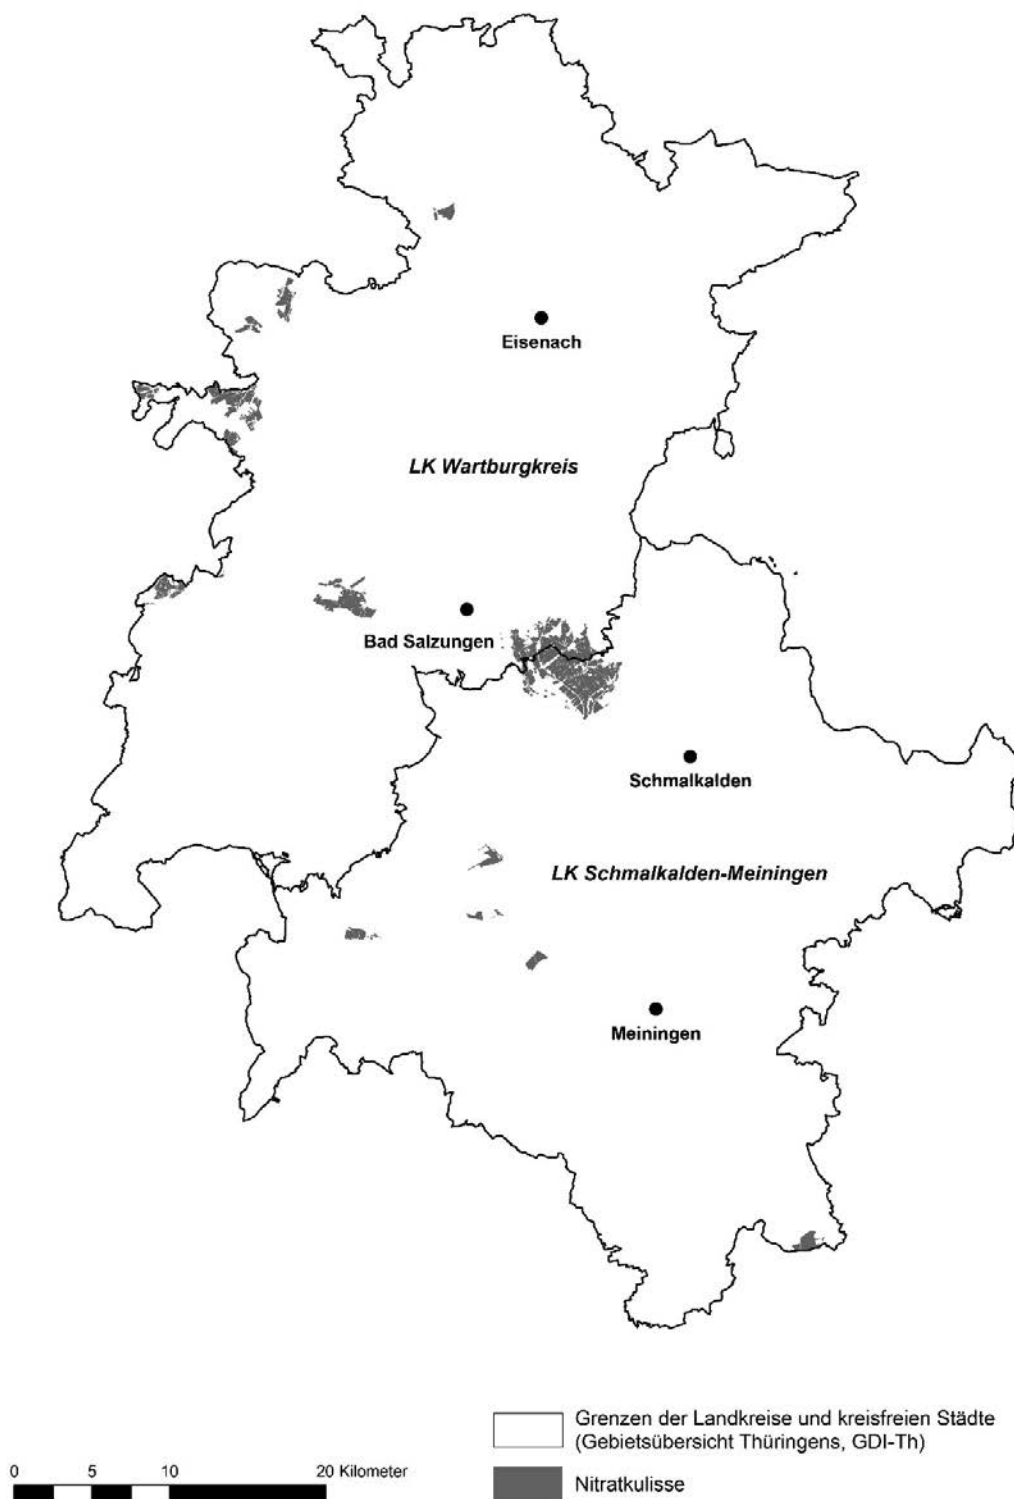 Eisenach
LK Wartburgkreis
Bad Salzungen
Schmalkalden
LK Schmalkalden-Meiningen
Meiningen
Grenzen der Landkreise und kreisfreien Städte
(Gebietsübersicht Thüringens, GDI-Th)
0 5 10 20 Kilometer
Nitratkulisse